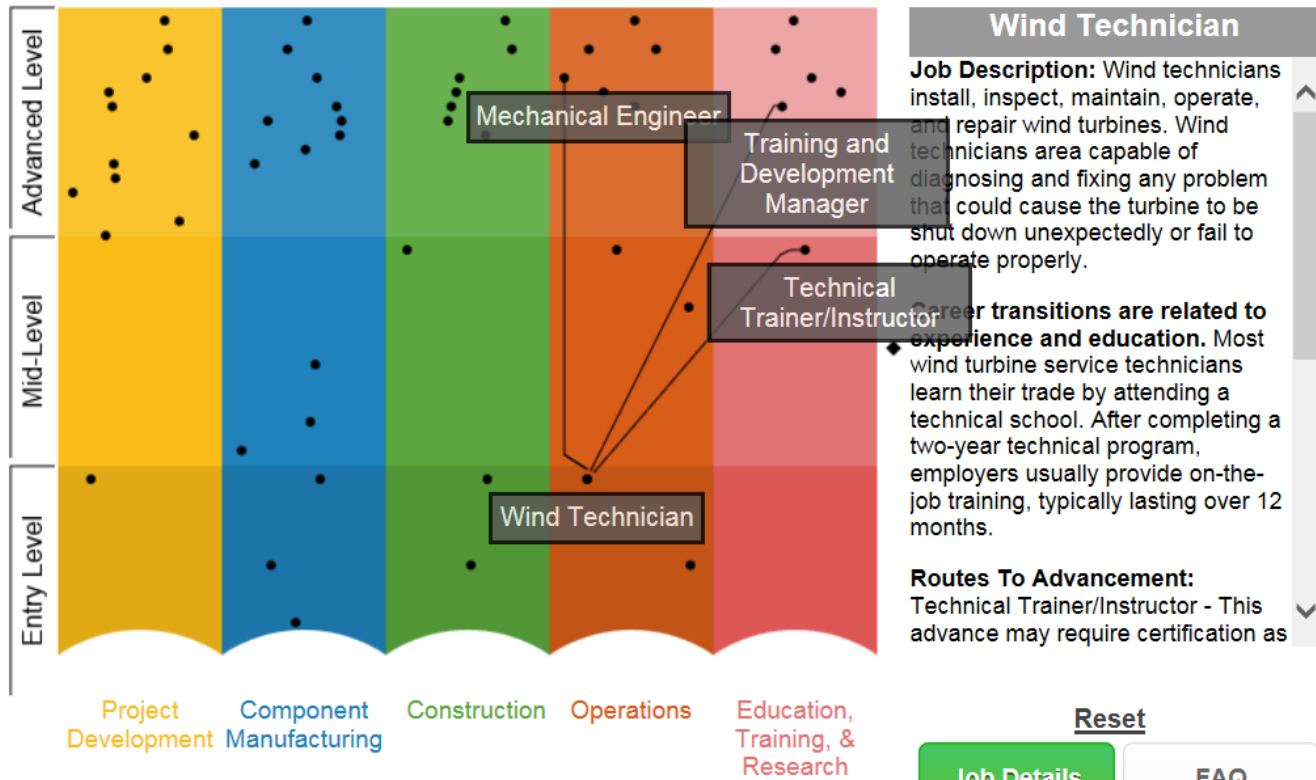 Advanced Level
Mid-Level
Entry Level
Mechanical Engineer
Training and
Development
Manager
Technical
Trainer/Instructor
Wind Technician
Project
Development
Component
Manufacturing
Construction
Operations
Education,
Training, &
Research
Wind Technician
Job Description: Wind technicians
install, inspect, maintain, operate,
and repair wind turbines. Wind
technicians area capable of
diagnosing and fixing any problem
that could cause the turbine to be
shut down unexpectedly or fail to
operate properly.
Career transitions are related to
experience and education. Most
wind turbine service technicians
learn their trade by attending a
technical school. After completing a
two-year technical program,
employers usually provide on-the-
job training, typically lasting over 12
months.
Routes To Advancement:
Technical Trainer/Instructor - This
advance may require certification as
Reset
Job Details
FAQ